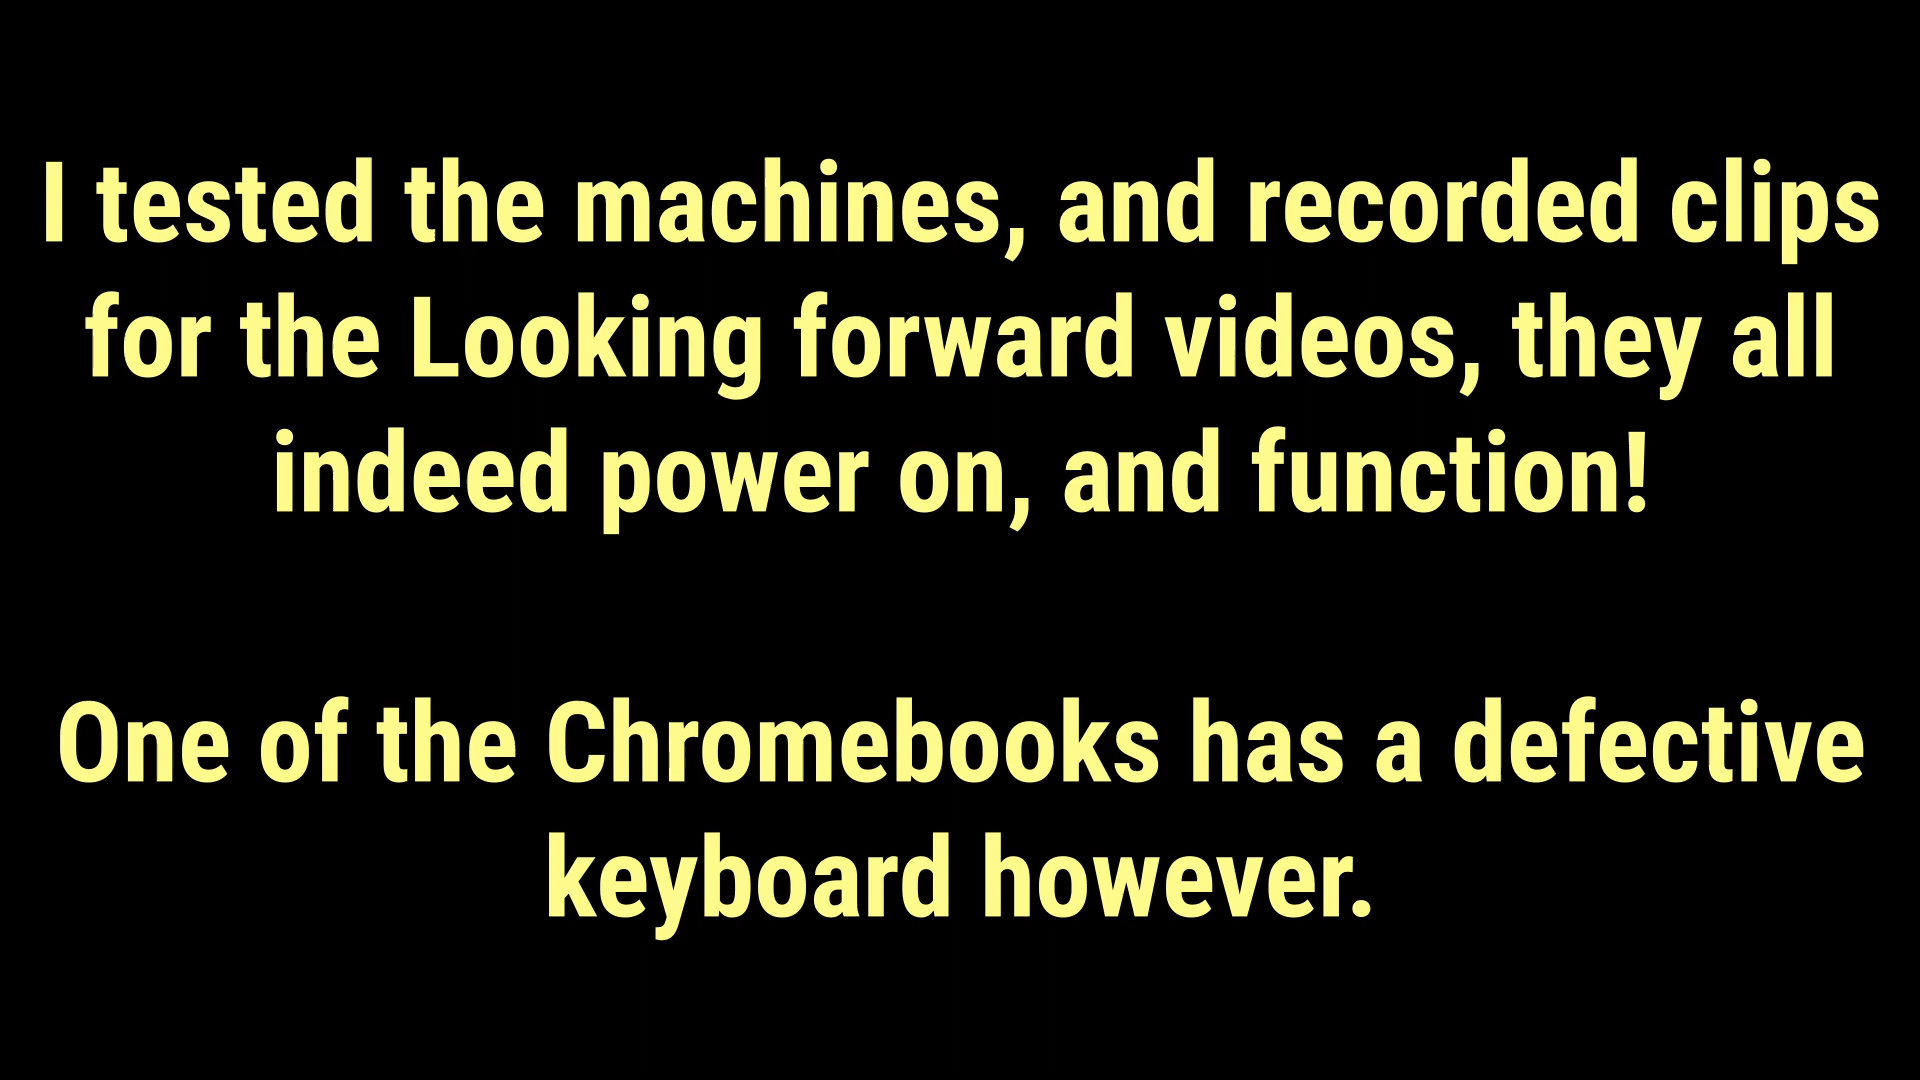 I tested the machines, and recorded clips
for the Looking forward videos, they all
indeed power on, and function!
One of the Chromebooks has a defective
keyboard however.